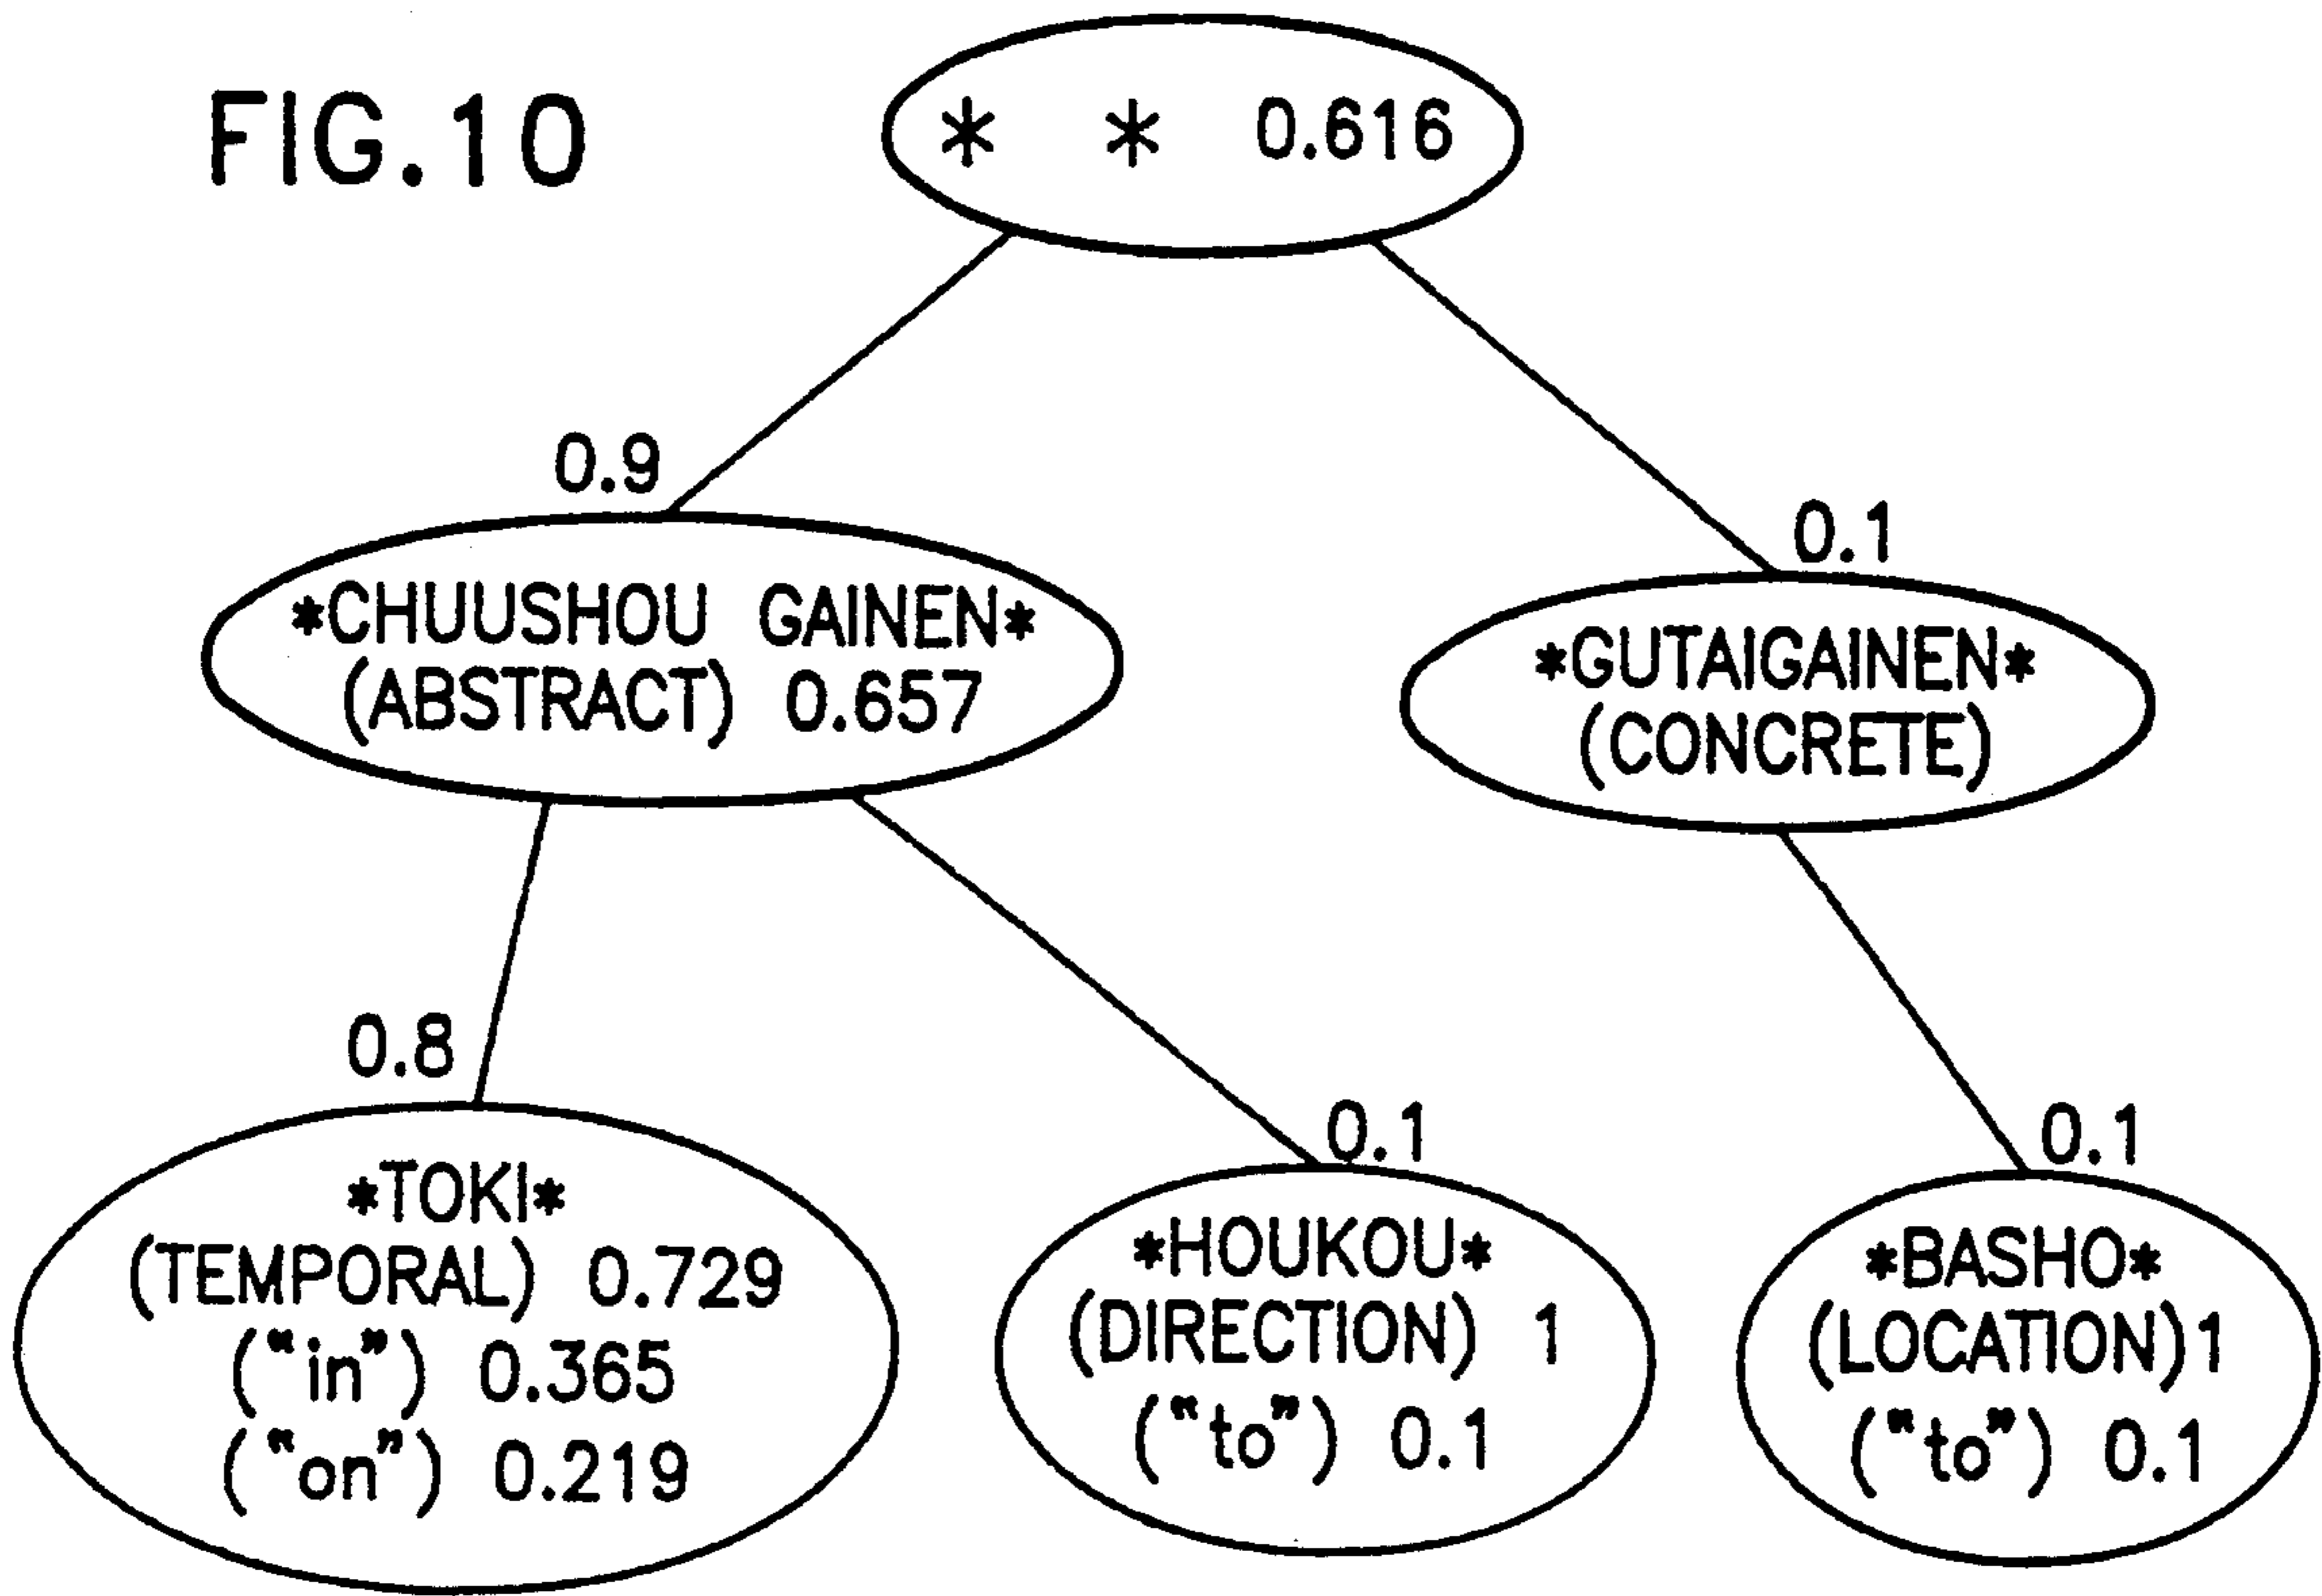 FIG.10
* * 0.616
0.9
0.1
*CHUUSHOU GAINEN*
(ABSTRACT) 0.657
*GUTAIGAINEN*
(CONCRETE)
0.8
0.1
0.1
*TOKI*
(TEMPORAL) 0.729
("in") 0.365
("on") 0.219
*HOUKOU*
(DIRECTION) 1
("to") 0.1
*BASHO*
(LOCATION) 1
("to") 0.1